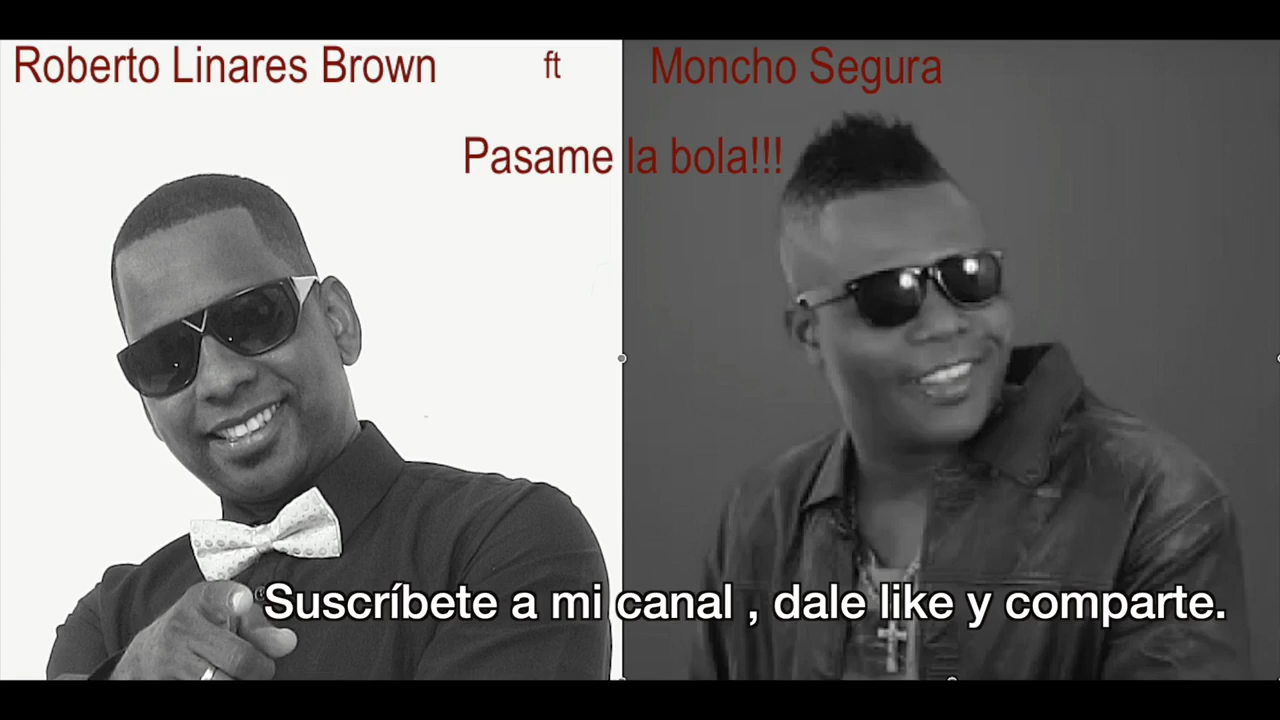 Roberto Linares Brown ft Moncho Segura
Pasame la bola!!!
Suscríbete a mi canal , dale like y comparte.